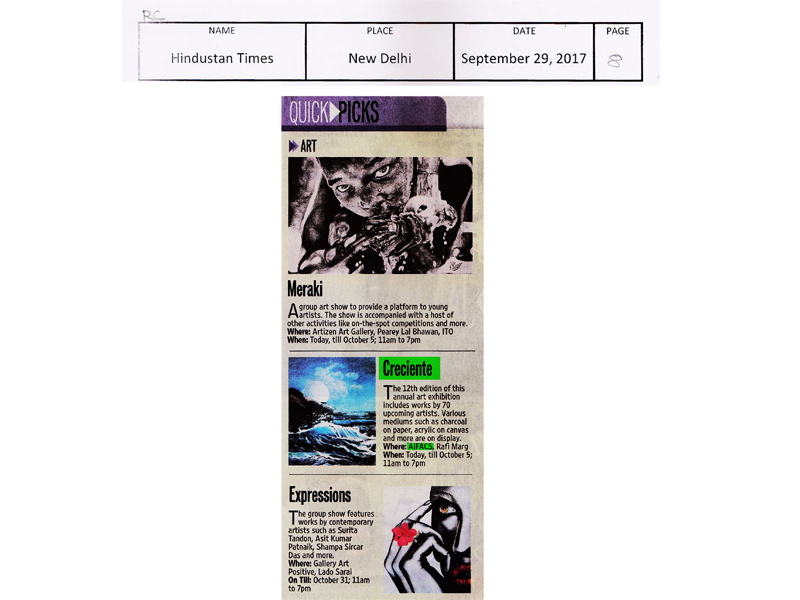 RC
NAME PLACE DATE PAGE
Hindustan Times New Delhi September 29, 2017 8
QUICK PICKS
ART
Meraki
A group art show to provide a platform to young
artists. The show is accompanied with a host of
other activities like on-the-spot competitions and more.
Where: Artizen Art Gallery, Pearey Lal Bhawan, ITO
When: Today, till October 5; 11am to 7pm
Creciente
The 12th edition of this
annual art exhibition
includes works by 70
upcoming artists. Various
mediums such as charcoal
on paper, acrylic on canvas
and more are on display.
Where: AIFACS, Rafi Marg
When: Today, till October 5;
11am to 7pm
Expressions
The group show features
works by contemporary
artists such as Surita
Tandon, Asit Kumar
Patnaik, Shampa Sircar
Das and more.
Where: Gallery Art
Positive, Lado Sarai
On Till: October 31; 11am
to 7pm